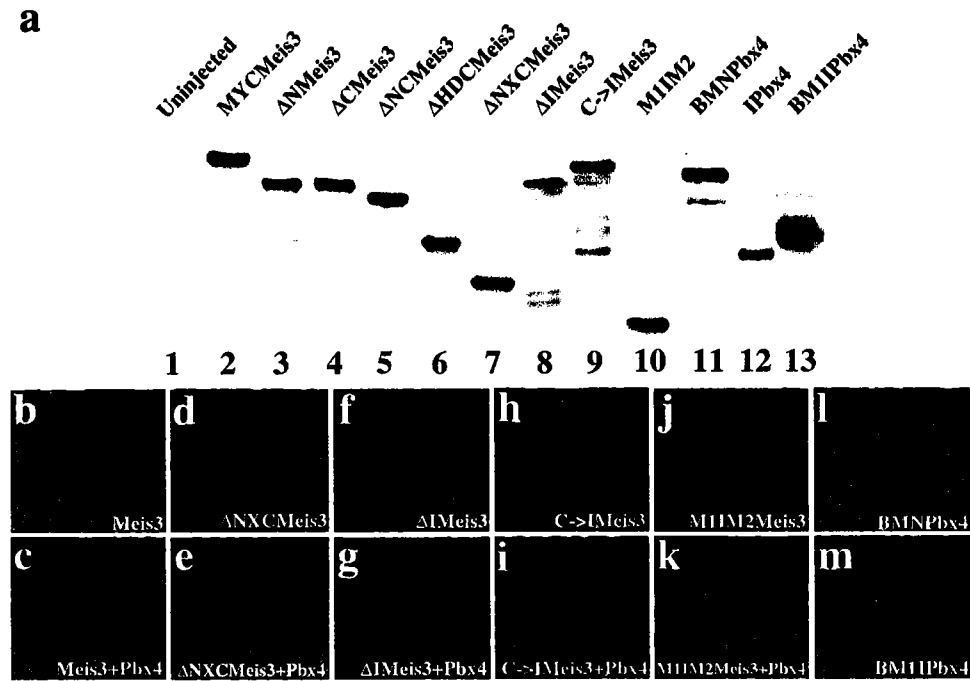 a
Uninjected
MYCMeis3
ΔNMeis3
ΔCMeis3
ΔNCMeis3
ΔHDCMeis3
ΔNXCMeis3
ΔIMeis3
C->IMeis3
M1IM2
BMNPbx4
IPbx4
BM1IPbx4
1 2 3 4 5 6 7 8 9 10 11 12 13
b d f h j l
Meis3 ΔNXCMeis3 ΔIMeis3 C->IMeis3 M1IM2Meis3 BMNPbx4
c e g i k m
Meis3+Pbx4 ΔNXCMeis3+Pbx4 ΔIMeis3+Pbx4 C->IMeis3+Pbx4 M1IM2Meis3+Pbx4 BM1IPbx4